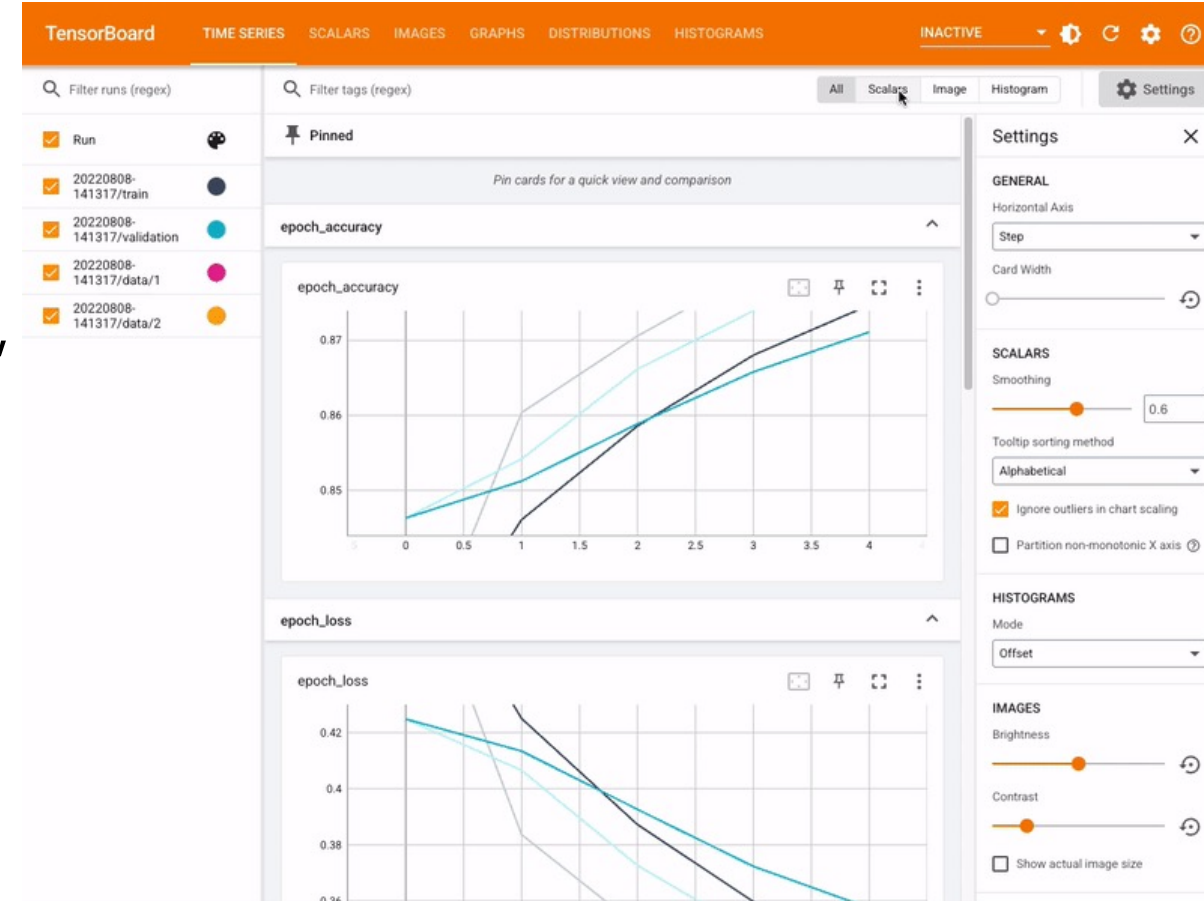 TensorBoard
TIME SERIES SCALARS IMAGES GRAPHS DISTRIBUTIONS HISTOGRAMS
INACTIVE
Filter runs (regex)
Filter tags (regex)
All Scalars Image Histogram
Settings
Run
20220808-
141317/train
20220808-
141317/validation
20220808-
141317/data/1
20220808-
141317/data/2
Pinned
Pin cards for a quick view and comparison
epoch_accuracy
epoch_accuracy
0.87
0.86
0.85
0 0.5 1 1.5 2 2.5 3 3.5 4
epoch_loss
epoch_loss
0.42
0.4
0.38
0.36
Settings
GENERAL
Horizontal Axis
Step
Card Width
SCALARS
Smoothing
0.6
Tooltip sorting method
Alphabetical
Ignore outliers in chart scaling
Partition non-monotonic X axis
HISTOGRAMS
Mode
Offset
IMAGES
Brightness
Contrast
Show actual image size